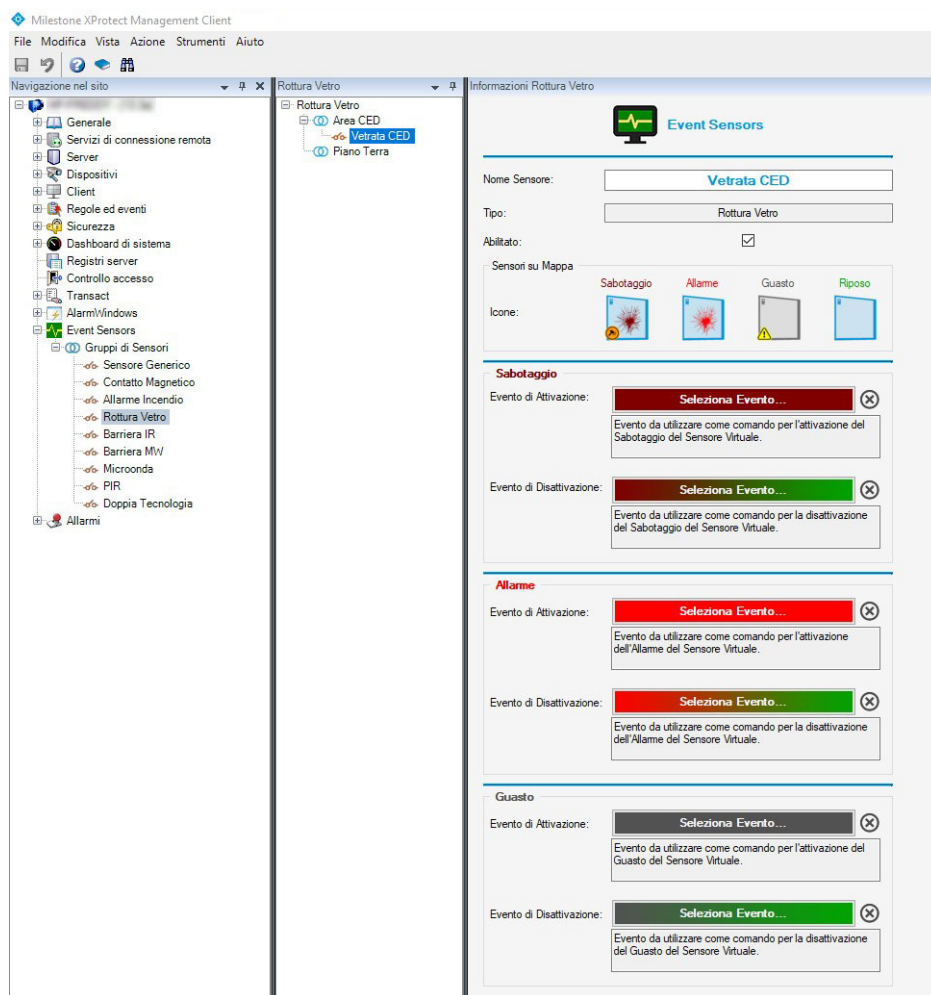 Milestone XProtect Management Client
File Modifica Vista Azione Strumenti Aiuto
Navigazione nel sito
Generale
Servizi di connessione remota
Server
Dispositivi
Client
Regole ed eventi
Sicurezza
Dashboard di sistema
Registri server
Controllo accesso
Transact
AlarmWindows
Event Sensors
Gruppi di Sensori
Sensore Generico
Contatto Magnetico
Allarme Incendio
Rottura Vetro
Barriera IR
Barriera MW
Microonda
PIR
Doppia Tecnologia
Allarmi
Rottura Vetro
Rottura Vetro
Area CED
Vetrata CED
Piano Terra
Informazioni Rottura Vetro
Event Sensors
Nome Sensore: Vetrata CED
Tipo: Rottura Vetro
Abilitato:
Sensori su Mappa
Sabotaggio Allarme Guasto Riposo
Icone:
Sabotaggio
Evento di Attivazione: Seleziona Evento...
Evento da utilizzare come comando per l'attivazione del
Sabotaggio del Sensore Virtuale.
Evento di Disattivazione: Seleziona Evento...
Evento da utilizzare come comando per la disattivazione
del Sabotaggio del Sensore Virtuale.
Allarme
Evento di Attivazione: Seleziona Evento...
Evento da utilizzare come comando per l'attivazione
dell'Allarme del Sensore Virtuale.
Evento di Disattivazione: Seleziona Evento...
Evento da utilizzare come comando per la disattivazione
dell'Allarme del Sensore Virtuale.
Guasto
Evento di Attivazione: Seleziona Evento...
Evento da utilizzare come comando per l'attivazione del
Guasto del Sensore Virtuale.
Evento di Disattivazione: Seleziona Evento...
Evento da utilizzare come comando per la disattivazione
del Guasto del Sensore Virtuale.